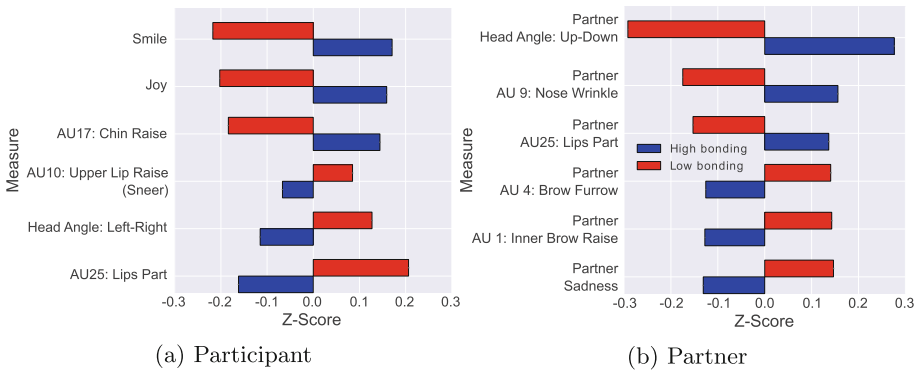 Measure
Smile
Joy
AU17: Chin Raise
AU10: Upper Lip Raise
(Sneer)
Head Angle: Left-Right
AU25: Lips Part
-0.3 -0.2 -0.1 0.0 0.1 0.2 0.3
Z-Score
(a) Participant
Measure
Partner
Head Angle: Up-Down
Partner
AU 9: Nose Wrinkle
Partner
AU25: Lips Part
Partner
AU 4: Brow Furrow
Partner
AU 1: Inner Brow Raise
Partner
Sadness
High bonding
Low bonding
-0.3 -0.2 -0.1 0.0 0.1 0.2 0.3
Z-Score
(b) Partner